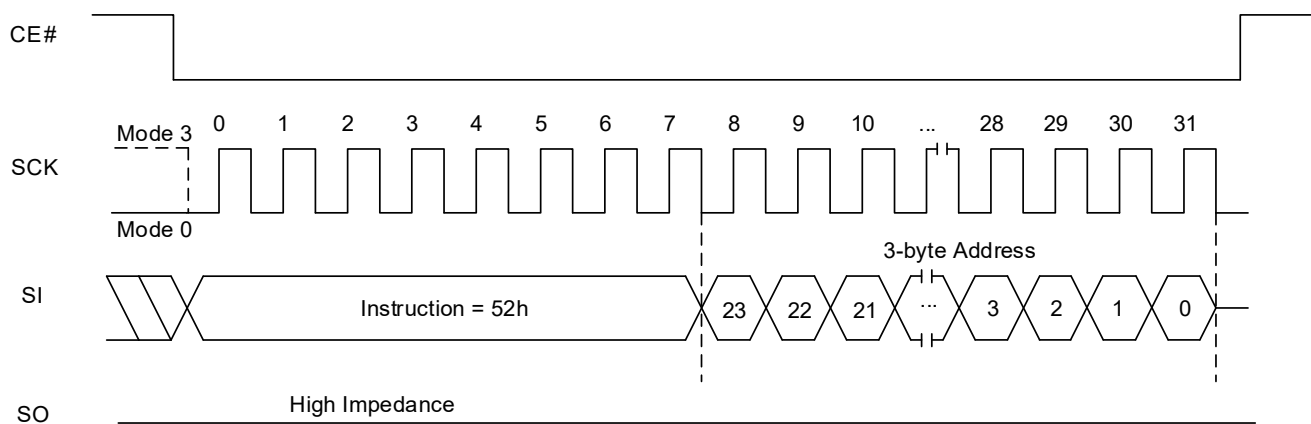 CE#
Mode 3
0 1 2 3 4 5 6 7 8 9 10 ... 28 29 30 31
SCK
Mode 0
3-byte Address
SI
Instruction = 52h
23 22 21 ... 3 2 1 0
High Impedance
SO